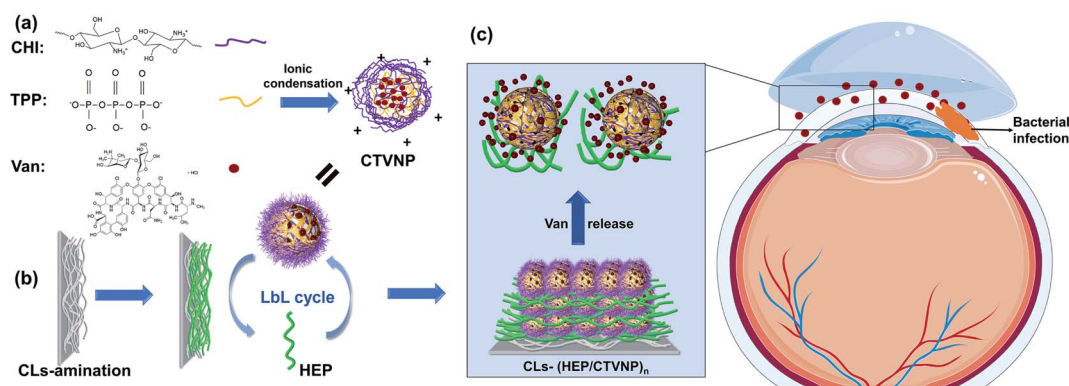 (a)
CHI:
TPP:
Van:
Ionic
condensation
CTVNP
(b)
CLs-amination
LbL cycle
HEP
(c)
Van release
CLs- (HEP/CTVNP)n
Bacterial
infection